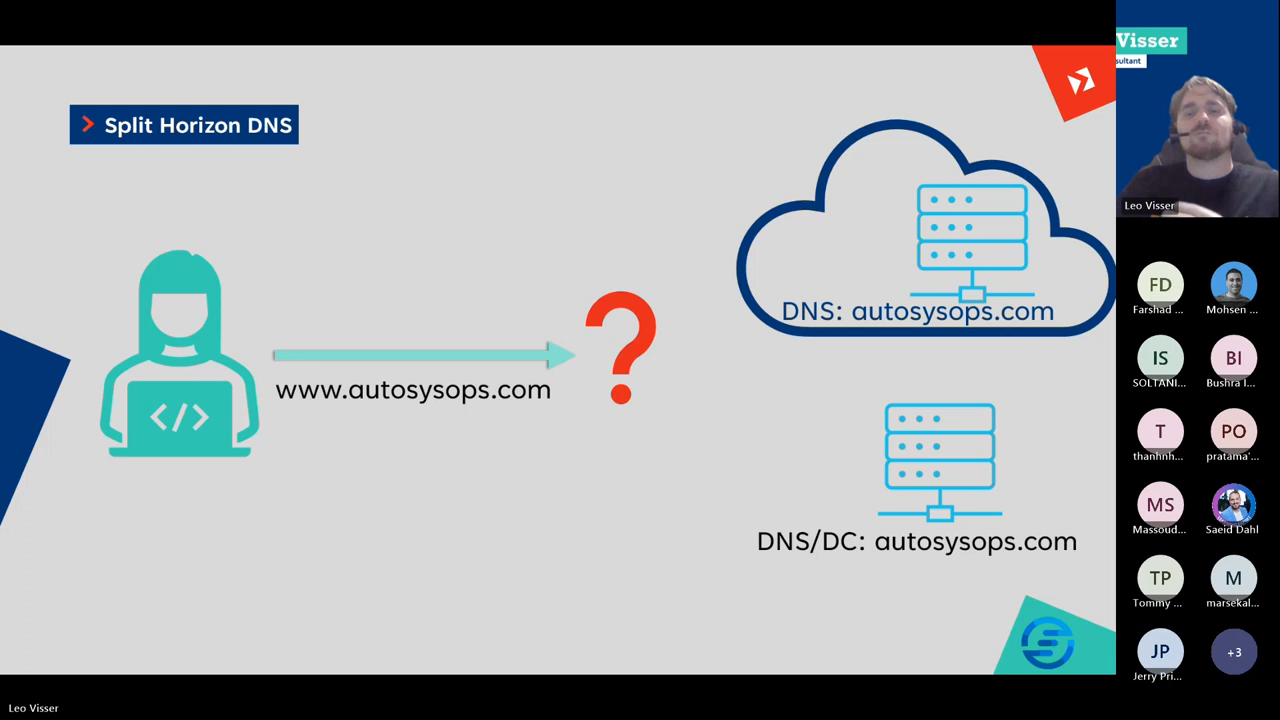 Split Horizon DNS
www.autosysops.com
?
DNS: autosysops.com
DNS/DC: autosysops.com
</>
Visser
sultant
Leo Visser
FD
Farshad ...
Mohsen ...
IS
SOLTANI...
BI
Bushra I...
T
thanhnh...
PO
pratama'...
MS
Massoud...
Saeid Dahl
TP
Tommy ...
M
marsekal...
JP
Jerry Pri...
+3
Leo Visser